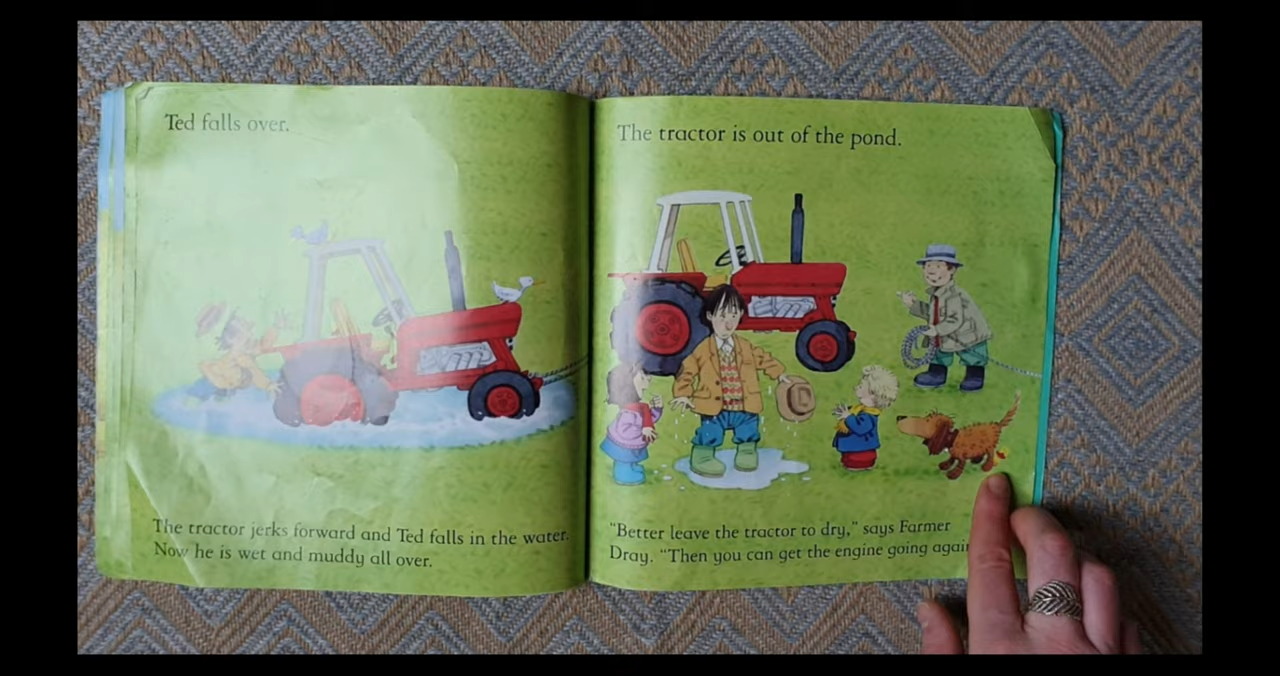 Ted falls over.
The tractor jerks forward and Ted falls in the water.
Now he is wet and muddy all over.
The tractor is out of the pond.
"Better leave the tractor to dry," says Farmer
Dray. "Then you can get the engine going